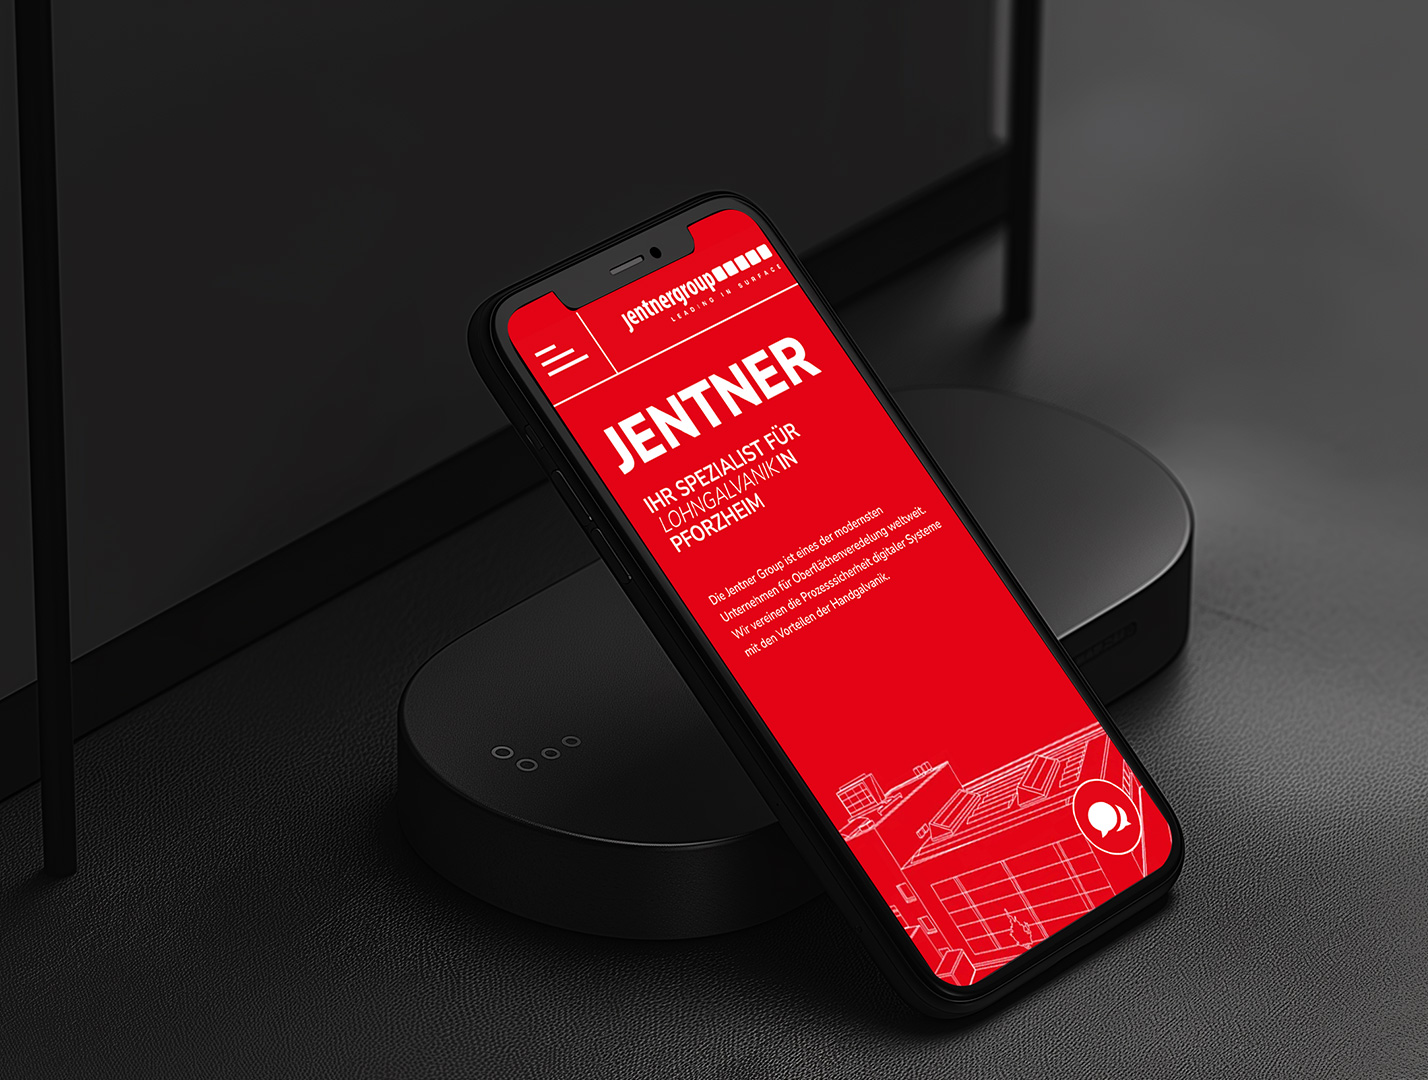 jentnergroup
LEADING IN SURFACE
JENTNER
IHR SPEZIALIST FÜR
LOHNGALVANIK IN
PFORZHEIM
Die Jentner Group ist eines der modernsten
Unternehmen für Oberflächenveredelung weltweit.
Wir vereinen die Prozesssicherheit digitaler Systeme
mit den Vorteilen der Handgalvanik.